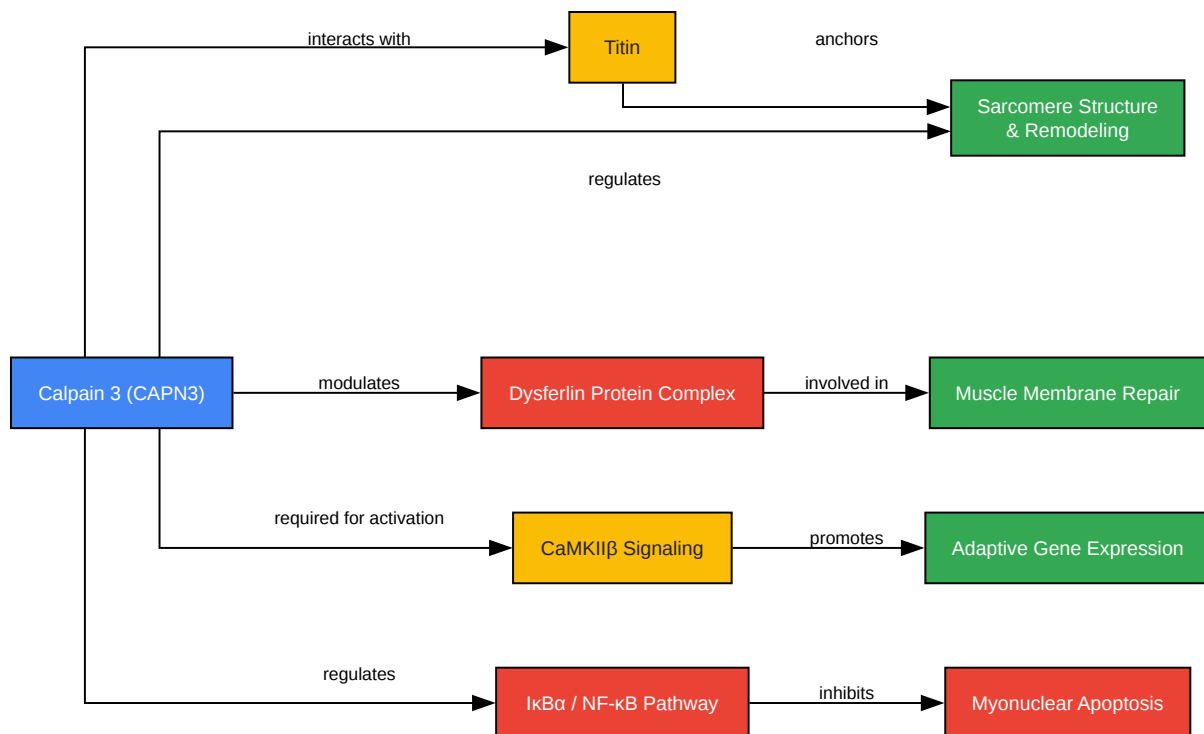 interacts with
Titin
anchors
Sarcomere Structure
& Remodeling
regulates
Calpain 3 (CAPN3)
modulates
Dysferlin Protein Complex
involved in
Muscle Membrane Repair
required for activation
CaMKIIβ Signaling
promotes
Adaptive Gene Expression
regulates
IκBα / NF-κB Pathway
inhibits
Myonuclear Apoptosis